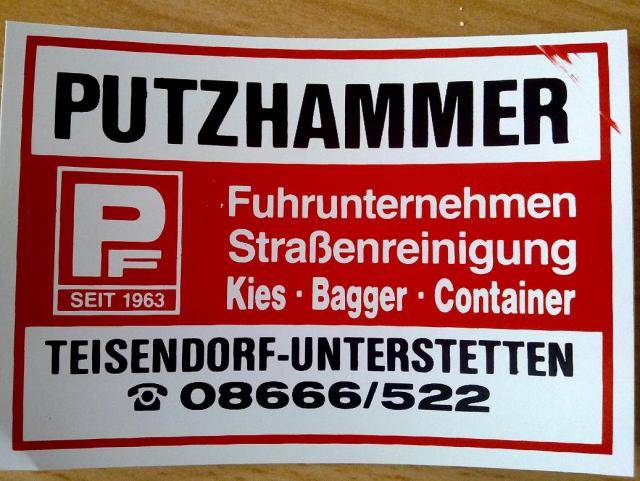 PUTZHAMMER
PF
SEIT 1963
Fuhrunternehmen
Straßenreinigung
Kies · Bagger · Container
TEISENDORF-UNTERSTETTEN
☎ 08666/522